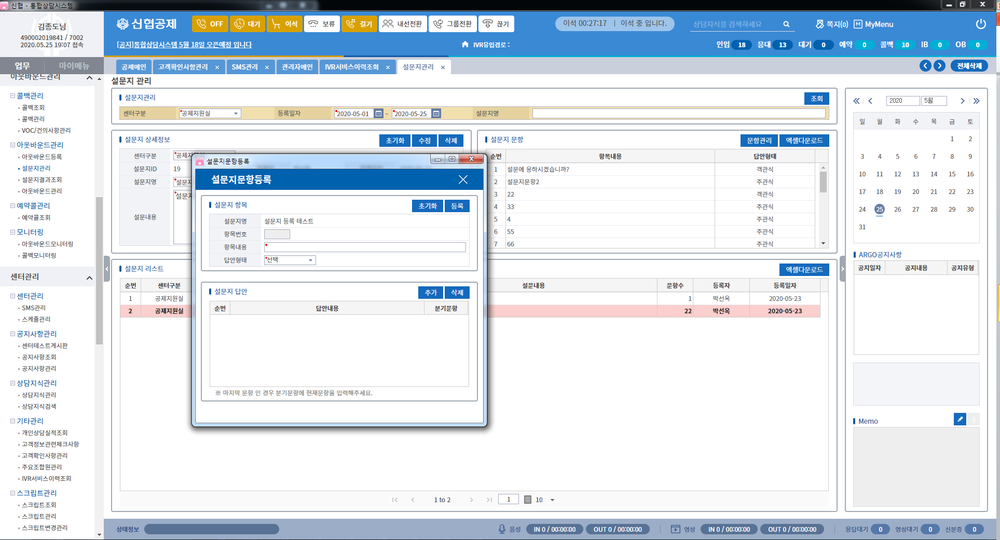 신협 - 통합상담시스템
김종도님
490002019841 / 7002
2020.05.25 19:07 접속
신협공제
OFF 대기 이석 보류 걸기 내선전환 그룹전환 끊기
이석 00:27:17 | 이석 중 입니다.
상담지식을 검색하세요
쪽지(0) MyMenu
[공지]통합상담시스템 5월 18일 오픈예정 입니다
IVR유입경로 :
인입 18 응대 13 대기 0 예약 0 콜백 10 IB 0 OB 0
업무 마이메뉴
공제메인 고객확인사항관리 × SMS관리 × 관리자메인 IVR서비스이력조회 × 설문지관리 ×
전체삭제
아웃바운드관리
콜백관리
콜백조회
콜백관리
VOC/건의사항관리
아웃바운드관리
아웃바운드등록
설문지관리
설문지결과조회
아웃바운드관리
예약콜관리
예약콜조회
모니터링
아웃바운드모니터링
콜백모니터링
센터관리
센터관리
SMS관리
스케쥴관리
공지사항관리
센터테스트게시판
공지사항조회
공지사항관리
상담지식관리
상담지식관리
상담지식검색
기타관리
개인상담실적조회
고객정보관련체크사항
고객확인사항관리
주요조합원관리
IVR서비스이력조회
스크립트관리
스크립트조회
스크립트관리
스크립트변경관리
설문지 관리
설문지관리
조회
센터구분 공제지원실 등록일자 2020-05-01 ~ 2020-05-25 설문지명
설문지 상세정보
초기화 수정 삭제
센터구분
설문지ID 19
설문지명
설문내용
설문지 문항
문항관리 엑셀다운로드
순번 항목내용 답안형태
1 설문에 응하시겠습니까? 객관식
2 설문지문항2 주관식
3 22 객관식
4 33 주관식
5 4 주관식
6 55 주관식
7 66 주관식
설문지문항등록
설문지문항등록
설문지 항목
초기화 등록
설문지명 설문지 등록 테스트
항목번호
항목내용
답안형태 선택
설문지 답안
추가 삭제
순번 답안내용 분기문항
※ 마지막 문항 인 경우 분기문항에 현재문항을 입력해주세요.
설문지 리스트
엑셀다운로드
순번 센터구분 설문내용 문항수 등록자 등록일자
1 공제지원실 1 박선옥 2020-05-23
2 공제지원실 22 박선옥 2020-05-23
1 to 2 1 10
2020 5월
일 월 화 수 목 금 토
1 2
3 4 5 6 7 8 9
10 11 12 13 14 15 16
17 18 19 20 21 22 23
24 25 26 27 28 29 30
31
ARGO공지사항
공지일자 공지내용 공지유형
Memo
상태정보
음성 IN 0 / 00:00:00 OUT 0 / 00:00:00
영상 IN 0 / 00:00:00 OUT 0 / 00:00:00
응답대기 0 영상대기 0 신분증 0